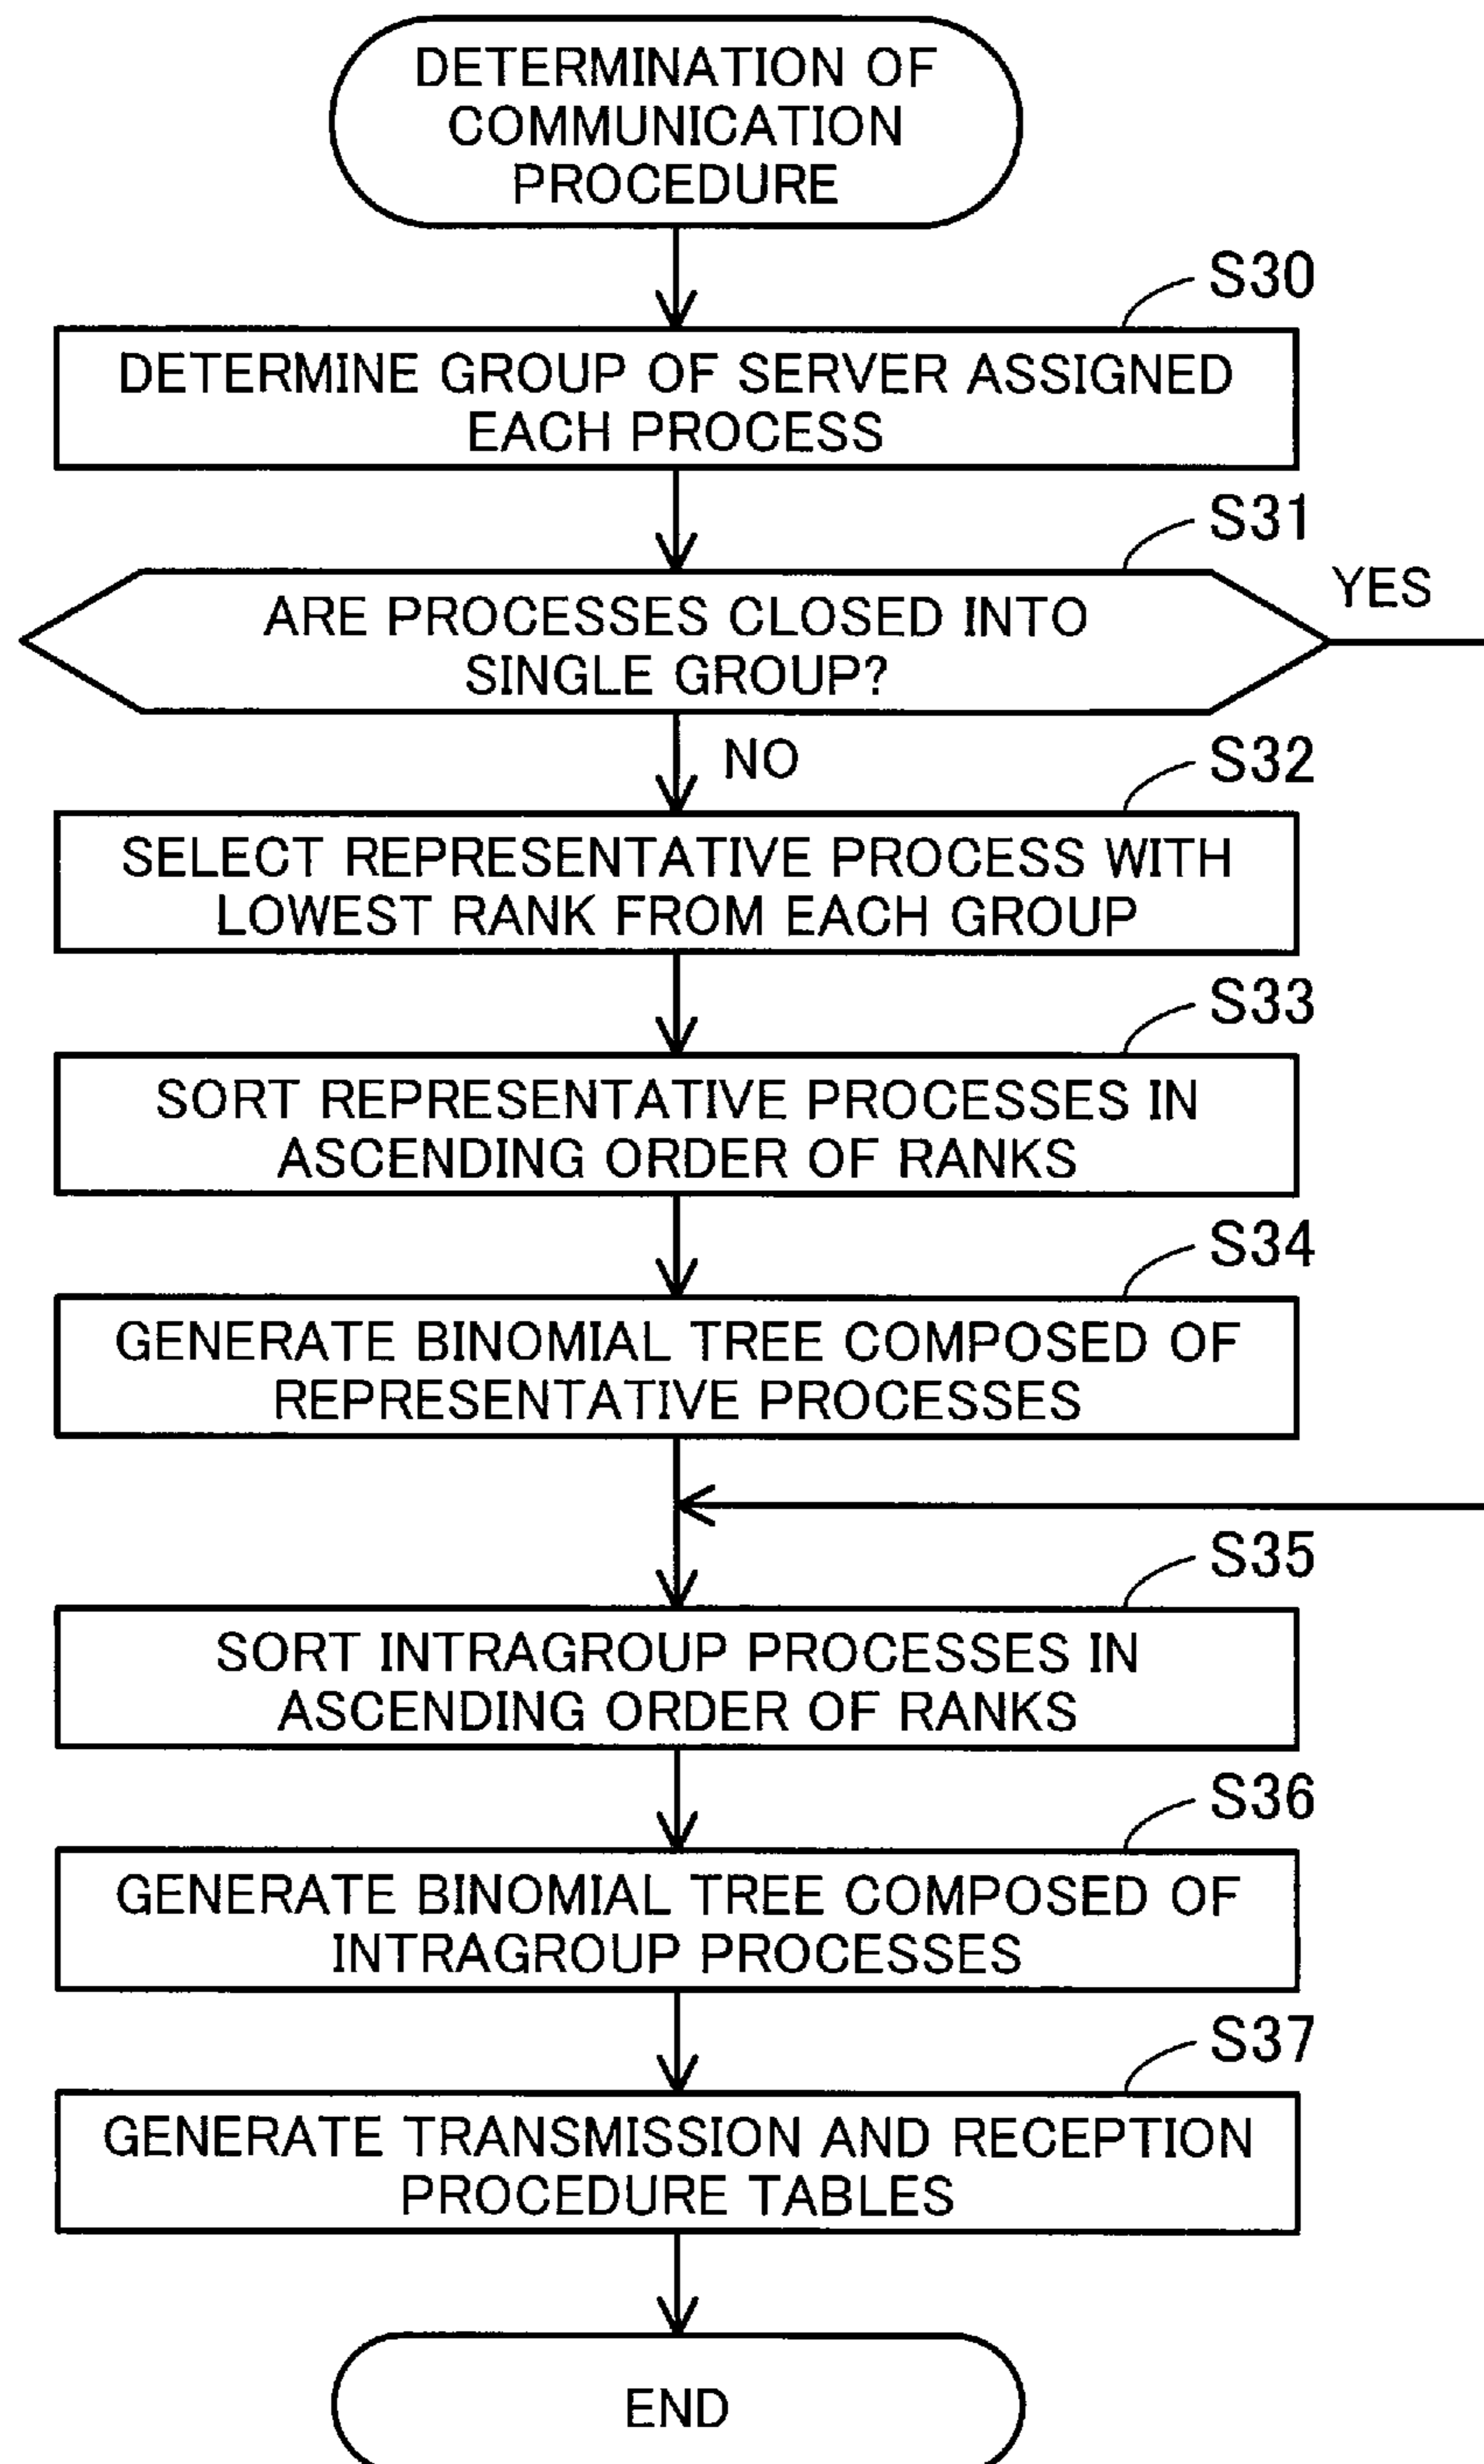 DETERMINATION OF
COMMUNICATION
PROCEDURE
S30
DETERMINE GROUP OF SERVER ASSIGNED
EACH PROCESS
S31
ARE PROCESSES CLOSED INTO
SINGLE GROUP?
YES
NO
S32
SELECT REPRESENTATIVE PROCESS WITH
LOWEST RANK FROM EACH GROUP
S33
SORT REPRESENTATIVE PROCESSES IN
ASCENDING ORDER OF RANKS
S34
GENERATE BINOMIAL TREE COMPOSED OF
REPRESENTATIVE PROCESSES
S35
SORT INTRAGROUP PROCESSES IN
ASCENDING ORDER OF RANKS
S36
GENERATE BINOMIAL TREE COMPOSED OF
INTRAGROUP PROCESSES
S37
GENERATE TRANSMISSION AND RECEPTION
PROCEDURE TABLES
END